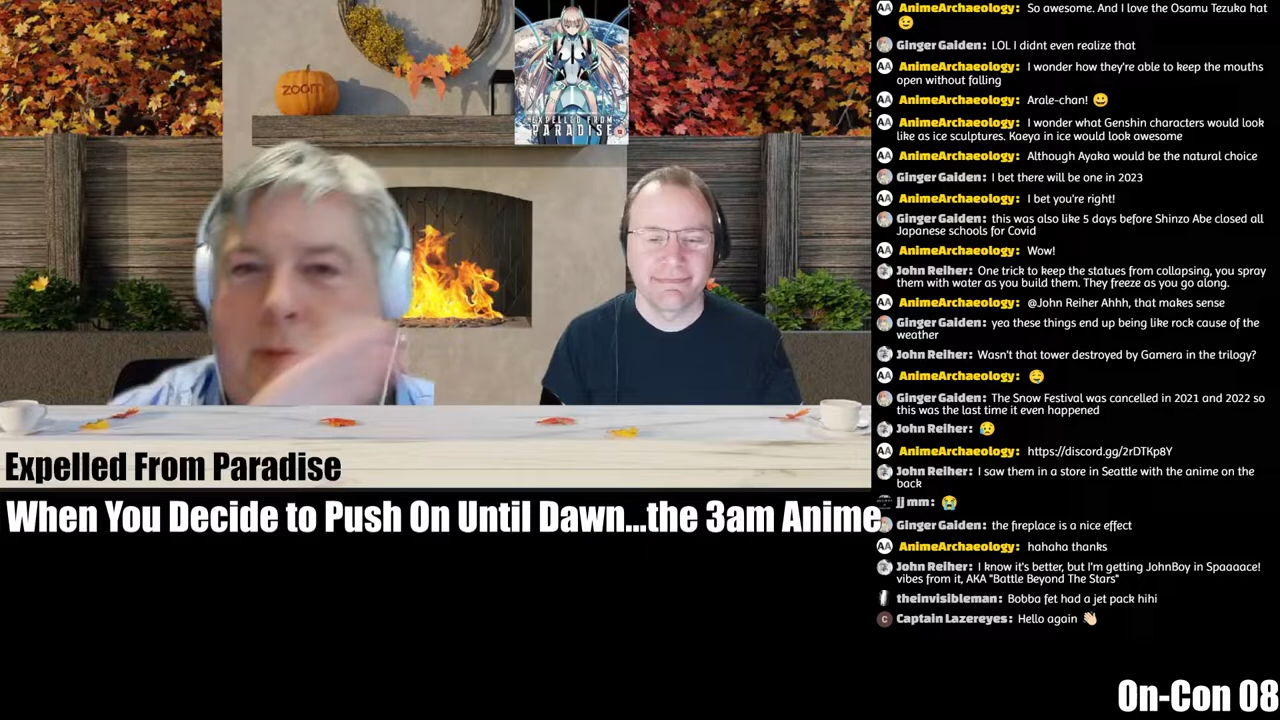 zoom
EXPELLED FROM
PARADISE
Expelled From Paradise
When You Decide to Push On Until Dawn...the 3am Anime
AA AnimeArchaeology: So awesome. And I love the Osamu Tezuka hat
😉
Ginger Gaiden: LOL I didnt even realize that
AA AnimeArchaeology: I wonder how they're able to keep the mouths
open without falling
AA AnimeArchaeology: Arale-chan! 😀
AA AnimeArchaeology: I wonder what Genshin characters would look
like as ice sculptures. Kaeya in ice would look awesome
AA AnimeArchaeology: Although Ayaka would be the natural choice
Ginger Gaiden: I bet there will be one in 2023
AA AnimeArchaeology: I bet you're right!
Ginger Gaiden: this was also like 5 days before Shinzo Abe closed all
Japanese schools for Covid
AA AnimeArchaeology: Wow!
John Reiher: One trick to keep the statues from collapsing, you spray
them with water as you build them. They freeze as you go along.
AA AnimeArchaeology: @John Reiher Ahhh, that makes sense
Ginger Gaiden: yea these things end up being like rock cause of the
weather
John Reiher: Wasn't that tower destroyed by Gamera in the trilogy?
AA AnimeArchaeology: 🤤
Ginger Gaiden: The Snow Festival was cancelled in 2021 and 2022 so
this was the last time it even happened
John Reiher: 😥
AA AnimeArchaeology: https://discord.gg/2rDTKp8Y
John Reiher: I saw them in a store in Seattle with the anime on the
back
jj mm: 😭
Ginger Gaiden: the fireplace is a nice effect
AA AnimeArchaeology: hahaha thanks
John Reiher: I know it's better, but I'm getting JohnBoy in Spaaaace!
vibes from it, AKA "Battle Beyond The Stars"
theinvisibleman: Bobba fet had a jet pack hihi
C Captain Lazereyes: Hello again 👋🏻
On-Con 08